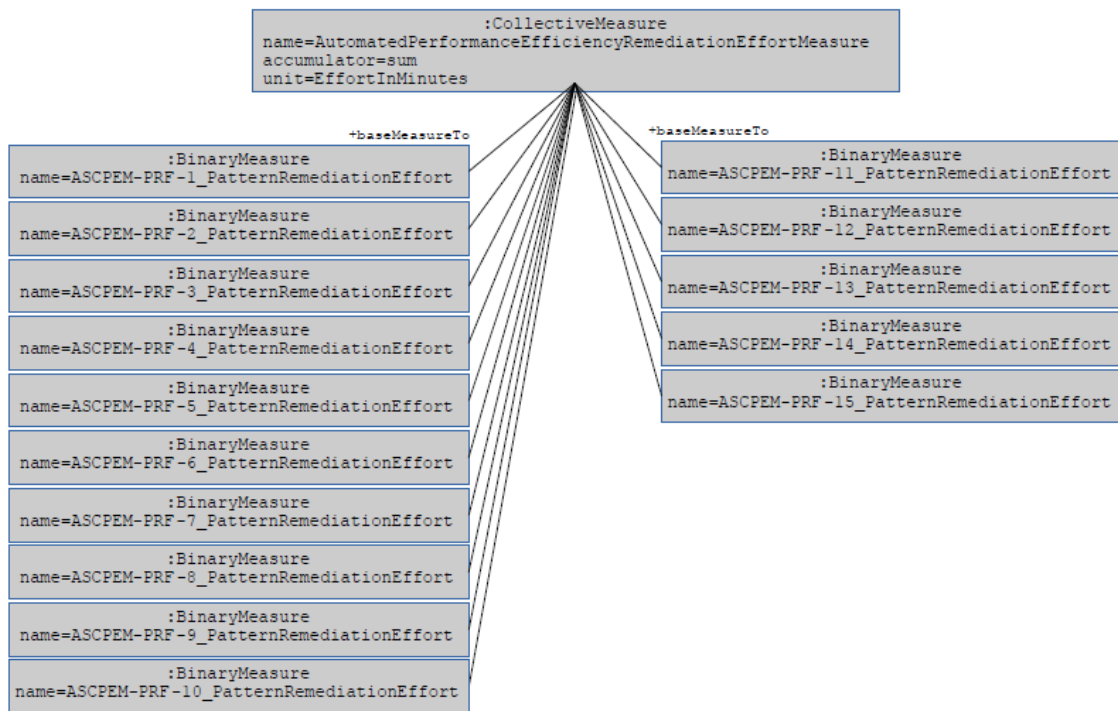 :CollectiveMeasure
name=AutomatedPerformanceEfficiencyRemediationEffortMeasure
accumulator=sum
unit=EffortInMinutes
+baseMeasureTo
:BinaryMeasure
name=ASCPEM-PRF-1_PatternRemediationEffort
:BinaryMeasure
name=ASCPEM-PRF-2_PatternRemediationEffort
:BinaryMeasure
name=ASCPEM-PRF-3_PatternRemediationEffort
:BinaryMeasure
name=ASCPEM-PRF-4_PatternRemediationEffort
:BinaryMeasure
name=ASCPEM-PRF-5_PatternRemediationEffort
:BinaryMeasure
name=ASCPEM-PRF-6_PatternRemediationEffort
:BinaryMeasure
name=ASCPEM-PRF-7_PatternRemediationEffort
:BinaryMeasure
name=ASCPEM-PRF-8_PatternRemediationEffort
:BinaryMeasure
name=ASCPEM-PRF-9_PatternRemediationEffort
:BinaryMeasure
name=ASCPEM-PRF-10_PatternRemediationEffort
+baseMeasureTo
:BinaryMeasure
name=ASCPEM-PRF-11_PatternRemediationEffort
:BinaryMeasure
name=ASCPEM-PRF-12_PatternRemediationEffort
:BinaryMeasure
name=ASCPEM-PRF-13_PatternRemediationEffort
:BinaryMeasure
name=ASCPEM-PRF-14_PatternRemediationEffort
:BinaryMeasure
name=ASCPEM-PRF-15_PatternRemediationEffort